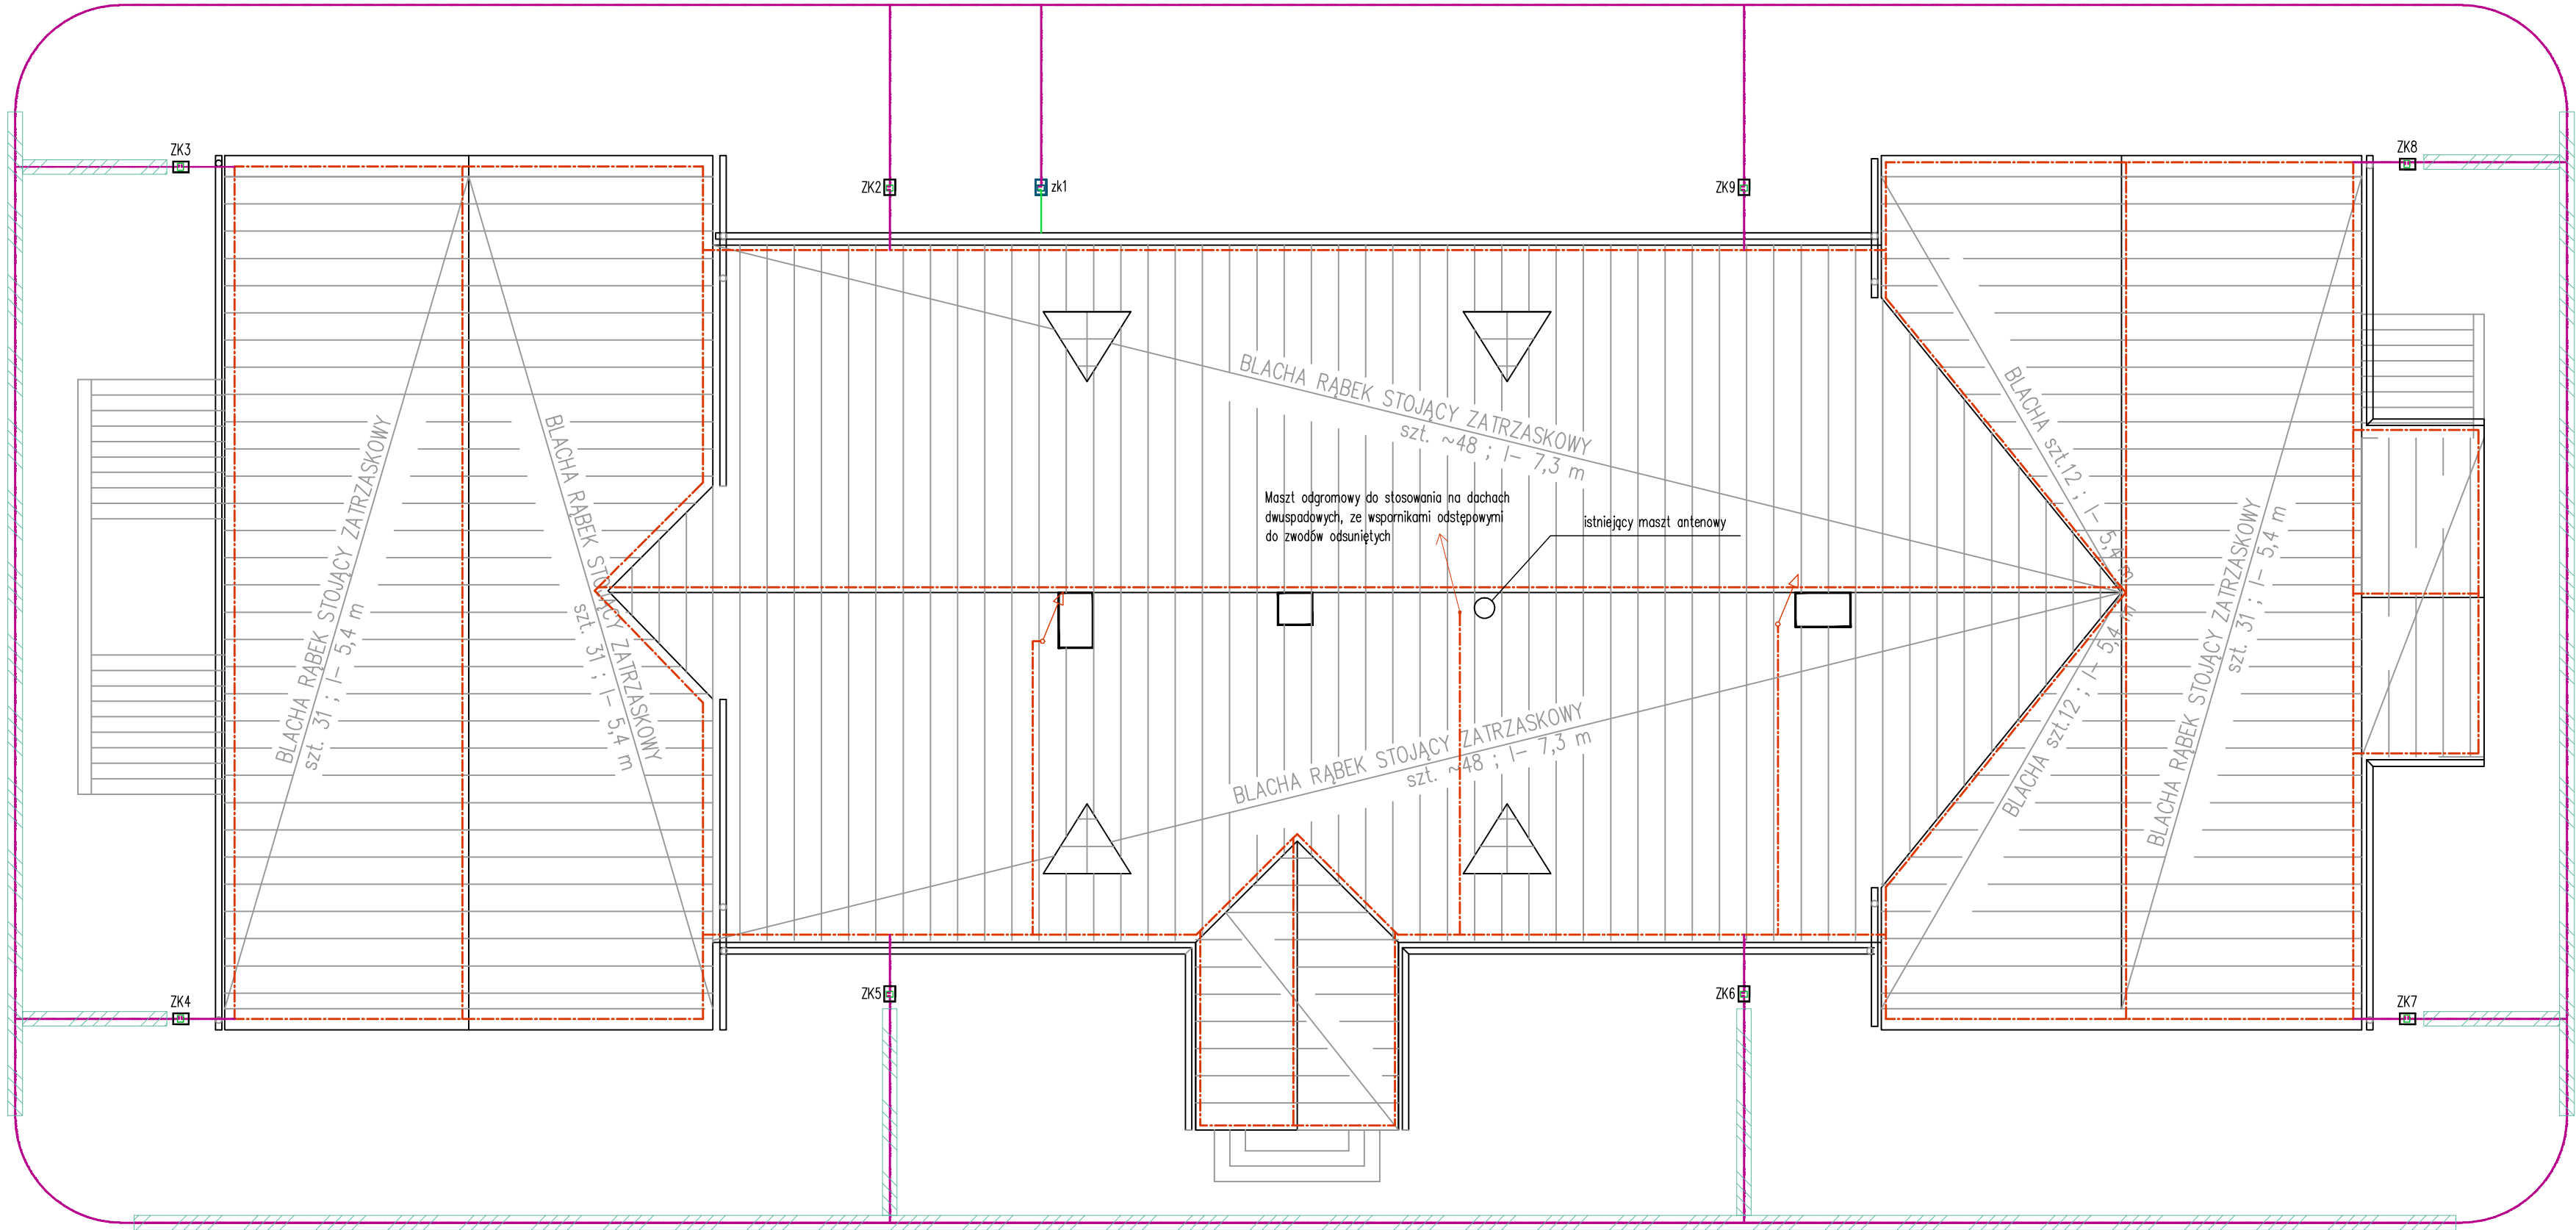 ZK3
ZK2
zk1
ZK9
ZK8
BLACHA RĄBEK STOJĄCY ZATRZASKOWY
szt. 31 ; l- 5,4 m
BLACHA RĄBEK STOJĄCY ZATRZASKOWY
szt. 31 ; l- 5,4 m
BLACHA RĄBEK STOJĄCY ZATRZASKOWY
szt. ~48 ; l- 7,3 m
Maszt odgromowy do stosowania na dachach
dwuspadowych, ze wspornikami odstępowymi
do zwodów odsuniętych
istniejący maszt antenowy
BLACHA szt.12 ; l- 5,4 m
BLACHA RĄBEK STOJĄCY ZATRZASKOWY
szt. 31 ; l- 5,4 m
BLACHA szt.12 ; l- 5,4 m
BLACHA RĄBEK STOJĄCY ZATRZASKOWY
szt. ~48 ; l- 7,3 m
ZK4
ZK5
ZK6
ZK7